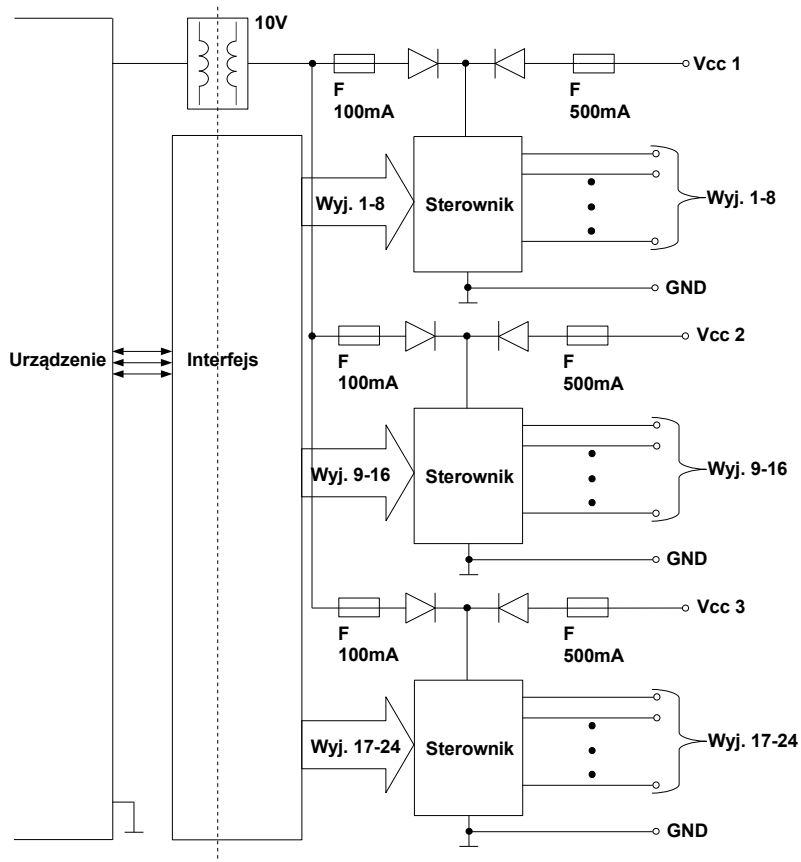 10V
Vcc 1
F
100mA
F
500mA
Wyj. 1-8
Sterownik
Wyj. 1-8
GND
Vcc 2
Urządzenie
Interfejs
F
100mA
F
500mA
Wyj. 9-16
Sterownik
Wyj. 9-16
GND
Vcc 3
F
100mA
F
500mA
Wyj. 17-24
Sterownik
Wyj. 17-24
GND